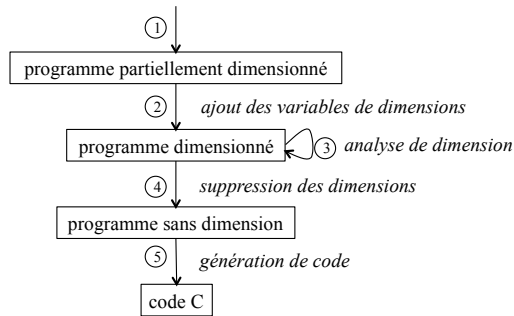 1
programme partiellement dimensionné
2 ajout des variables de dimensions
programme dimensionné 3 analyse de dimension
4 suppression des dimensions
programme sans dimension
5 génération de code
code C